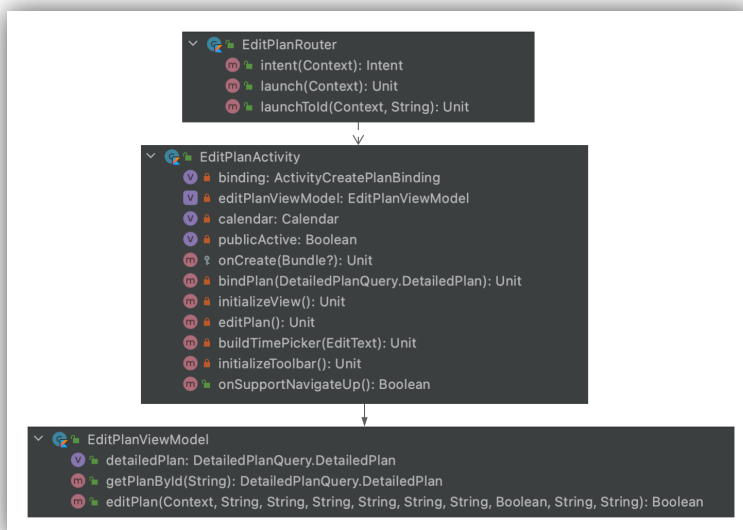 EditPlanRouter
m intent(Context): Intent
m launch(Context): Unit
m launchToId(Context, String): Unit
EditPlanActivity
V binding: ActivityCreatePlanBinding
V editPlanViewModel: EditPlanViewModel
V calendar: Calendar
V publicActive: Boolean
m onCreate(Bundle?): Unit
m bindPlan(DetailedPlanQuery.DetailedPlan): Unit
m initializeView(): Unit
m editPlan(): Unit
m buildTimePicker(EditText): Unit
m initializeToolbar(): Unit
m onSupportNavigateUp(): Boolean
EditPlanViewModel
V detailedPlan: DetailedPlanQuery.DetailedPlan
m getPlanById(String): DetailedPlanQuery.DetailedPlan
m editPlan(Context, String, String, String, String, String, String, Boolean, String, String): Boolean